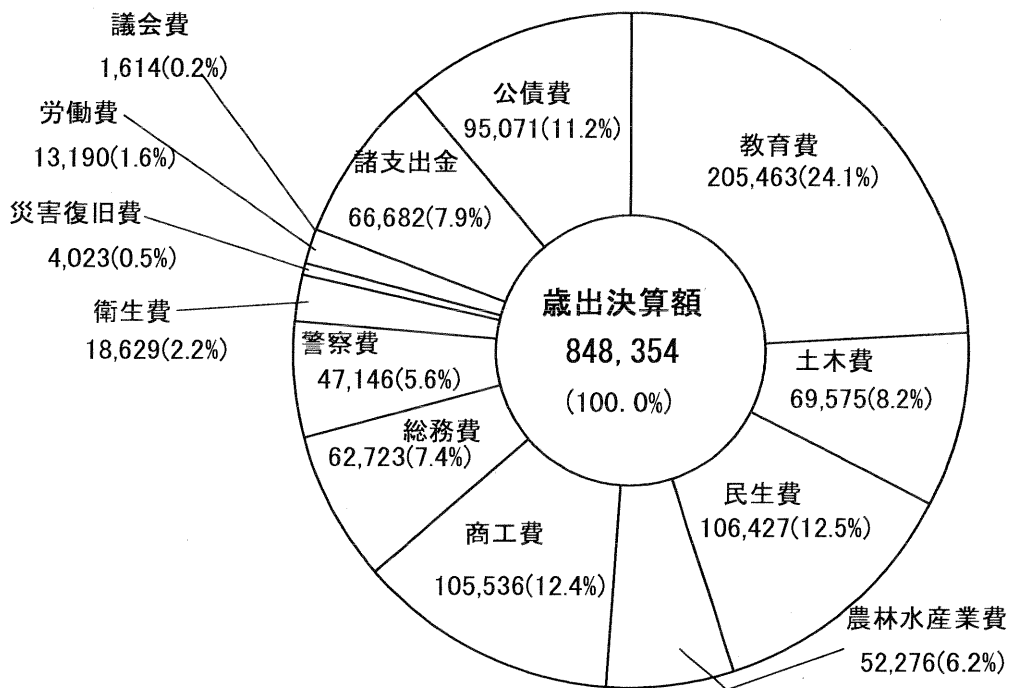 議会費
1,614(0.2%)
労働費
13,190(1.6%)
災害復旧費
4,023(0.5%)
衛生費
18,629(2.2%)
公債費
95,071(11.2%)
諸支出金
66,682(7.9%)
教育費
205,463(24.1%)
歳出決算額
848,354
(100.0%)
警察費
47,146(5.6%)
総務費
62,723(7.4%)
土木費
69,575(8.2%)
民生費
106,427(12.5%)
商工費
105,536(12.4%)
農林水産業費
52,276(6.2%)